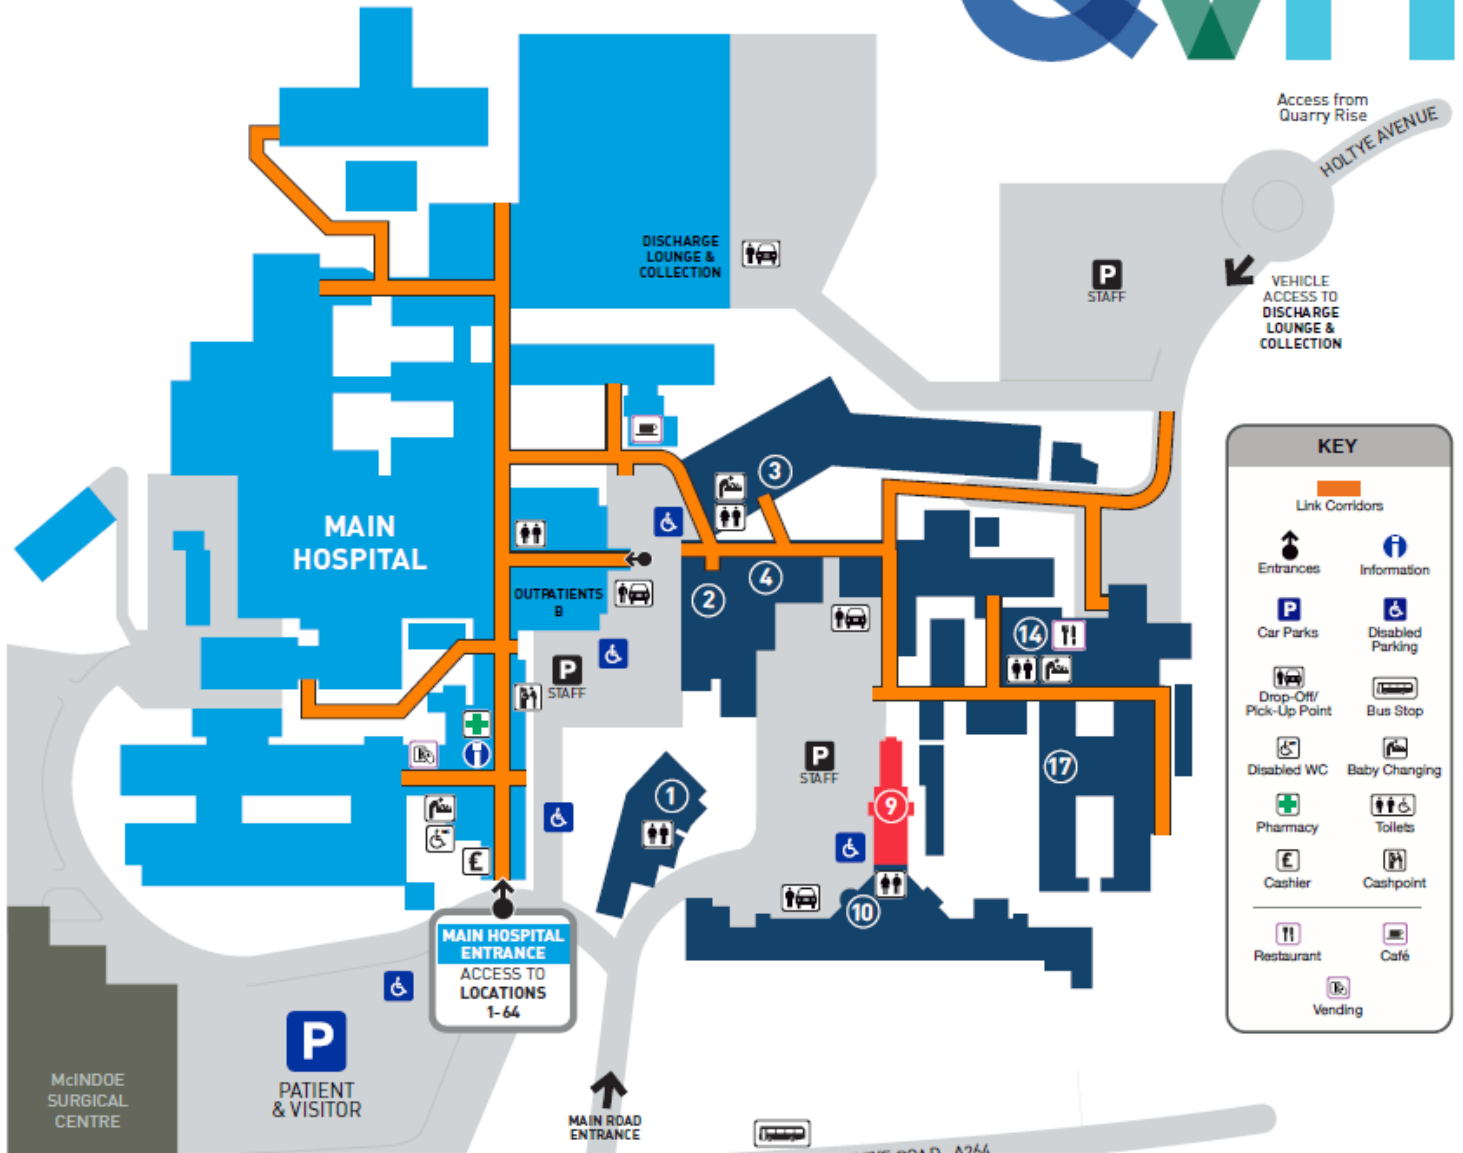 Access from
Quarry Rise
HOLTYE AVENUE
DISCHARGE
LOUNGE &
COLLECTION
P
STAFF
VEHICLE
ACCESS TO
DISCHARGE
LOUNGE &
COLLECTION
MAIN
HOSPITAL
3
OUTPATIENTS
B
2
4
14
P
STAFF
P
STAFF
1
9
17
10
£
MAIN HOSPITAL
ENTRANCE
ACCESS TO
LOCATIONS
1-64
P
PATIENT
& VISITOR
McINDOE
SURGICAL
CENTRE
MAIN ROAD
ENTRANCE
ROAD A264
KEY
Link Corridors
Entrances
Information
P
Car Parks
Disabled
Parking
Drop-Off/
Pick-Up Point
Bus Stop
Disabled WC
Baby Changing
Pharmacy
Toilets
£
Cashier
Cashpoint
Restaurant
Café
Vending